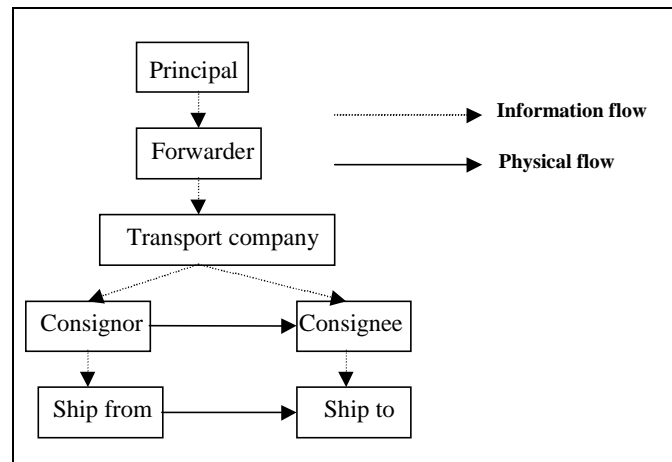 Principal
Information flow
Forwarder
Physical flow
Transport company
Consignor
Consignee
Ship from
Ship to